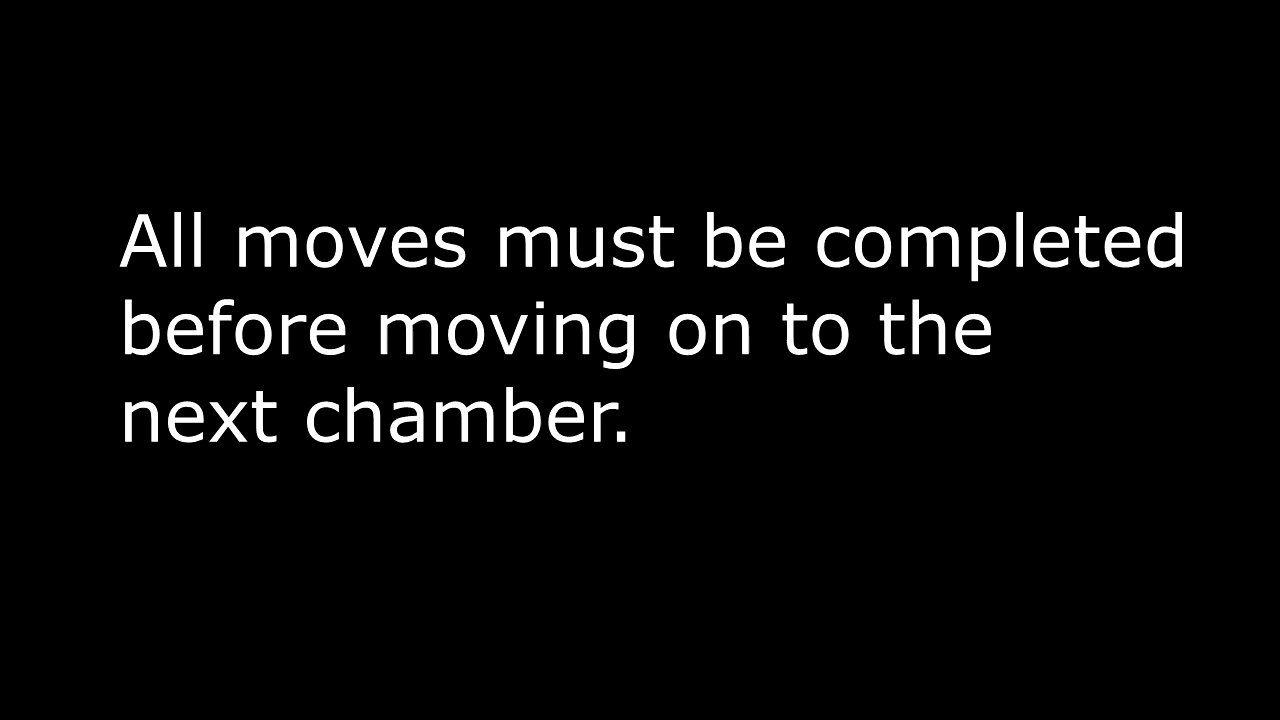 All moves must be completed
before moving on to the
next chamber.